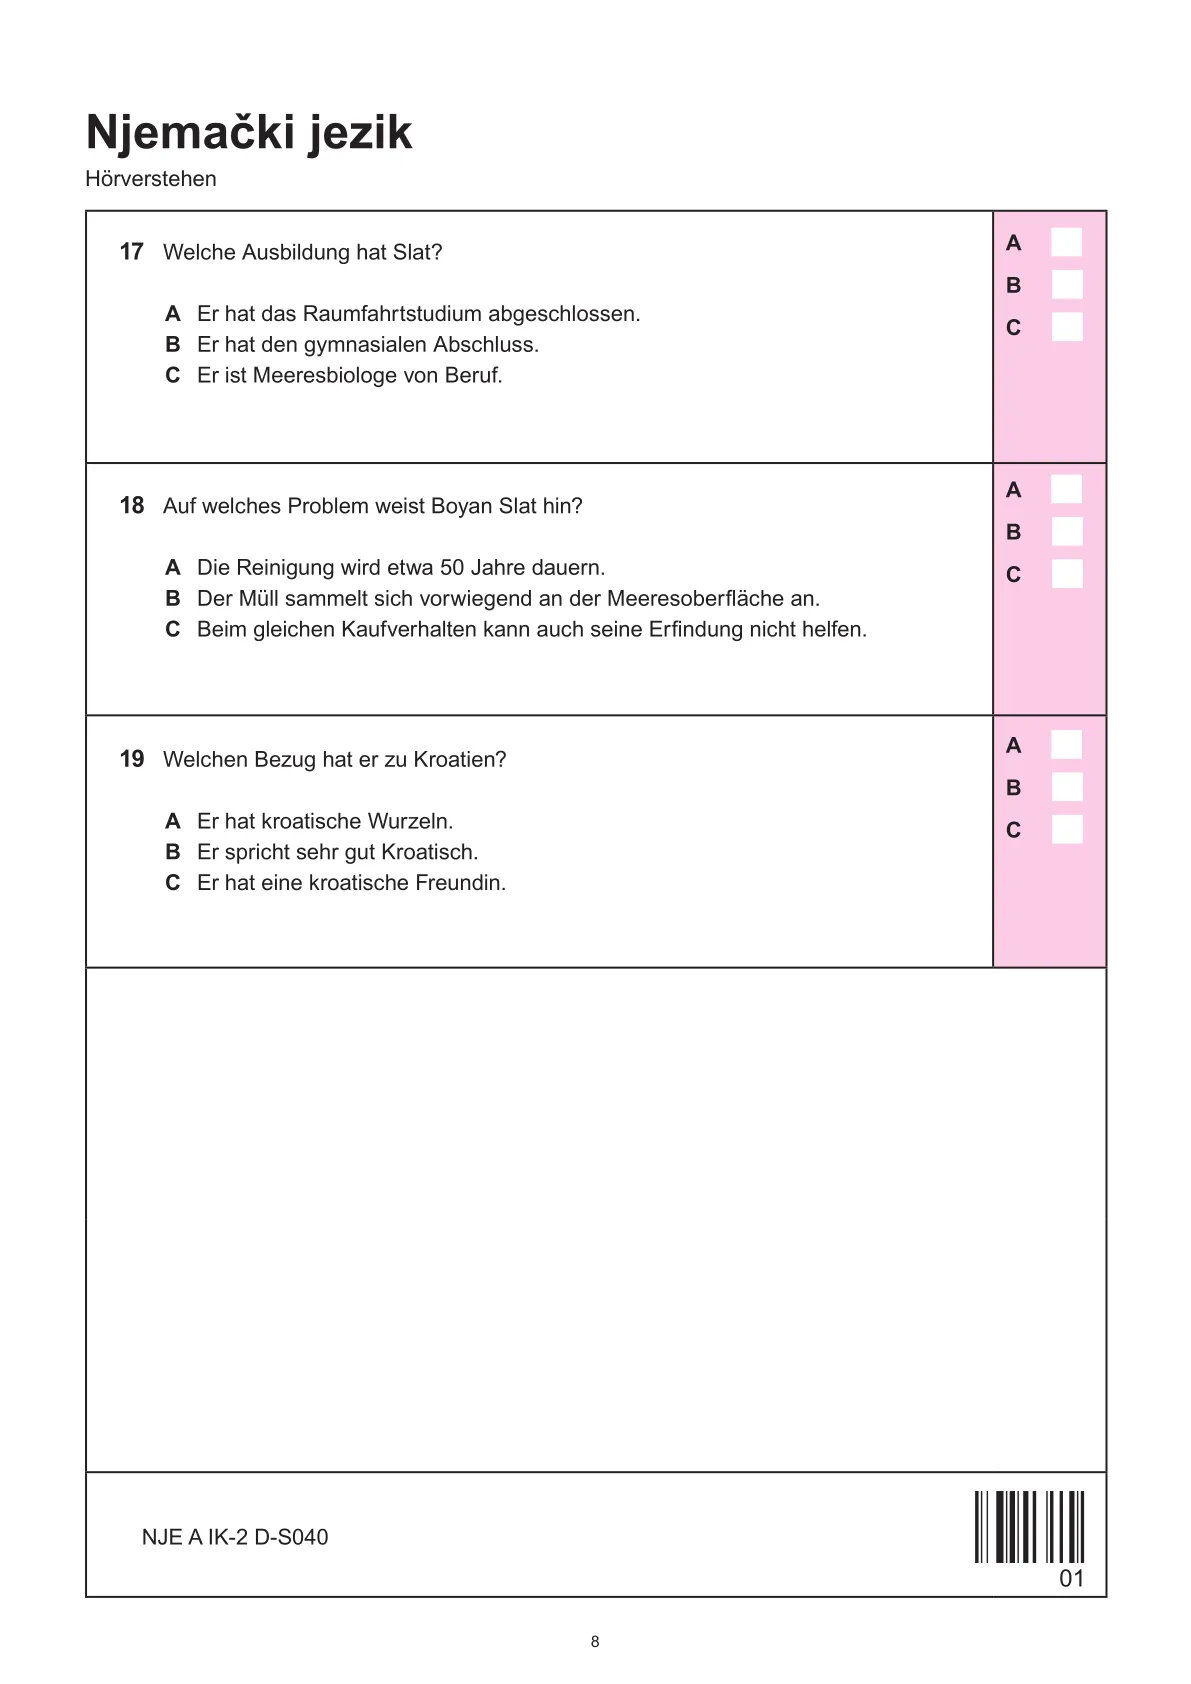 Njemački jezik
Hörverstehen
17 Welche Ausbildung hat Slat?
A Er hat das Raumfahrtstudium abgeschlossen.
B Er hat den gymnasialen Abschluss.
C Er ist Meeresbiologe von Beruf.
A
B
C
18 Auf welches Problem weist Boyan Slat hin?
A Die Reinigung wird etwa 50 Jahre dauern.
B Der Müll sammelt sich vorwiegend an der Meeresoberfläche an.
C Beim gleichen Kaufverhalten kann auch seine Erfindung nicht helfen.
A
B
C
19 Welchen Bezug hat er zu Kroatien?
A Er hat kroatische Wurzeln.
B Er spricht sehr gut Kroatisch.
C Er hat eine kroatische Freundin.
A
B
C
NJE A IK-2 D-S040
01
8